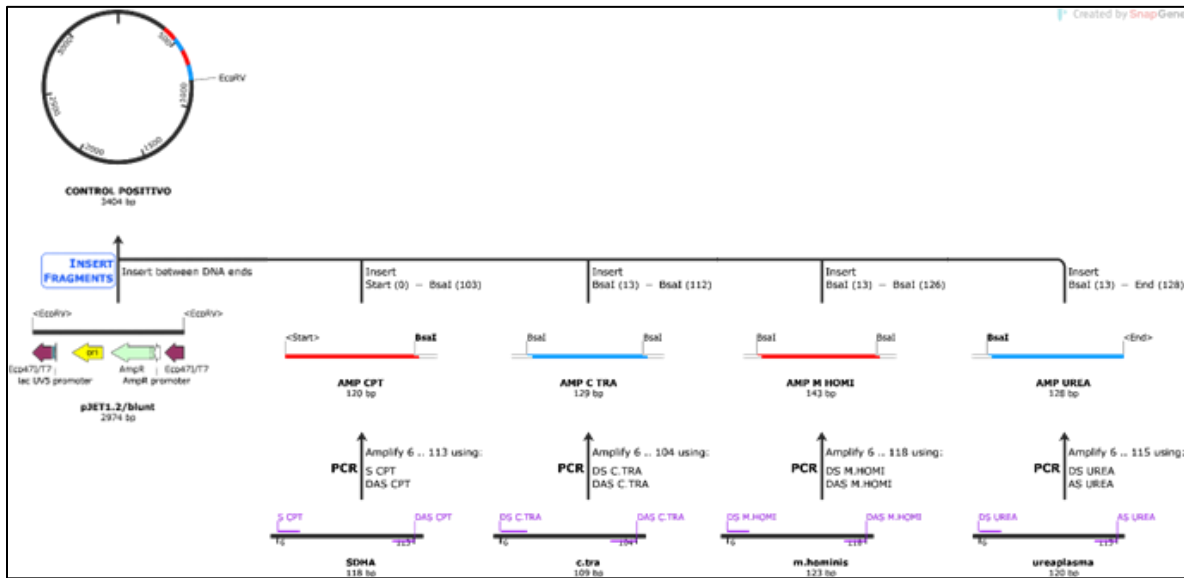 Created by SnapGene
500
1000
1500
2000
2500
3000
EcoRV
CONTROL POSITIVO
3404 bp
INSERT
FRAGMENTS
Insert between DNA ends
Insert
Start (0) – BsaI (103)
Insert
BsaI (13) – BsaI (112)
Insert
BsaI (13) – BsaI (126)
Insert
BsaI (13) – End (128)
<EcoRV> <EcoRV>
Eco47I/T7 ori AmpR Eco47I/T7
lac UV5 promoter AmpR promoter
pJET1.2/blunt
2974 bp
<Start> BsaI
AMP CPT
120 bp
BsaI BsaI
AMP C TRA
129 bp
BsaI BsaI
AMP M HOMI
143 bp
BsaI <End>
AMP UREA
128 bp
PCR
Amplify 6 .. 113 using:
S CPT
DAS CPT
PCR
Amplify 6 .. 104 using:
DS C.TRA
DAS C.TRA
PCR
Amplify 6 .. 118 using:
DS M.HOMI
DAS M.HOMI
PCR
Amplify 6 .. 115 using:
DS UREA
AS UREA
S CPT DAS CPT
6 113
SDHA
118 bp
DS C.TRA DAS C.TRA
6 104
c.tra
109 bp
DS M.HOMI DAS M.HOMI
6 118
m.hominis
123 bp
DS UREA AS UREA
6 115
ureaplasma
120 bp